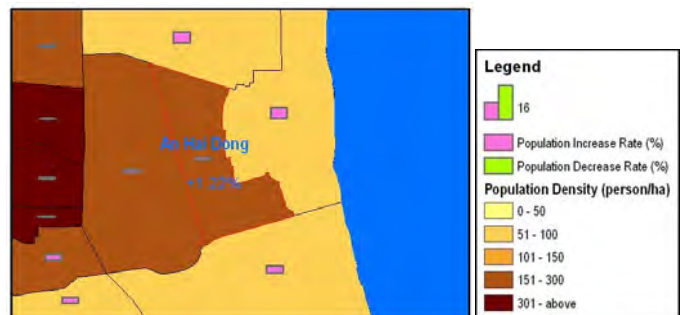 An Hai Dong
+1.22%
Legend
16
Population Increase Rate (%)
Population Decrease Rate (%)
Population Density (person/ha)
0 - 50
51 - 100
101 - 150
151 - 300
301 - above